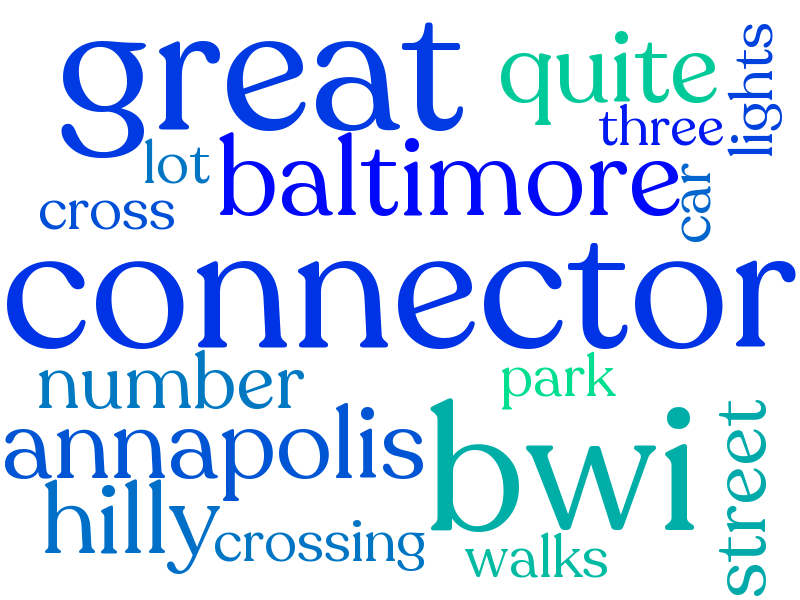 great
quite
lights
three
lot
baltimore
car
cross
connector
number
park
annapolis
bwi
street
hilly
crossing
walks